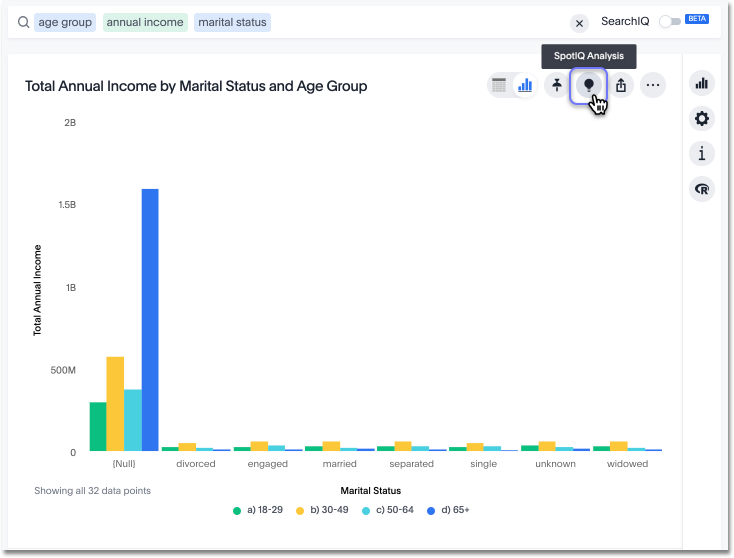 age group annual income marital status SearchIQ BETA
SpotIQ Analysis
Total Annual Income by Marital Status and Age Group
2B
1.5B
1B
500M
0
Total Annual Income
{Null} divorced engaged married separated single unknown widowed
Showing all 32 data points
Marital Status
a) 18-29 b) 30-49 c) 50-64 d) 65+